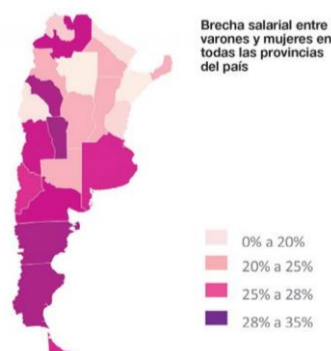 Brecha salarial entre
varones y mujeres en
todas las provincias
del país
0% a 20%
20% a 25%
25% a 28%
28% a 35%